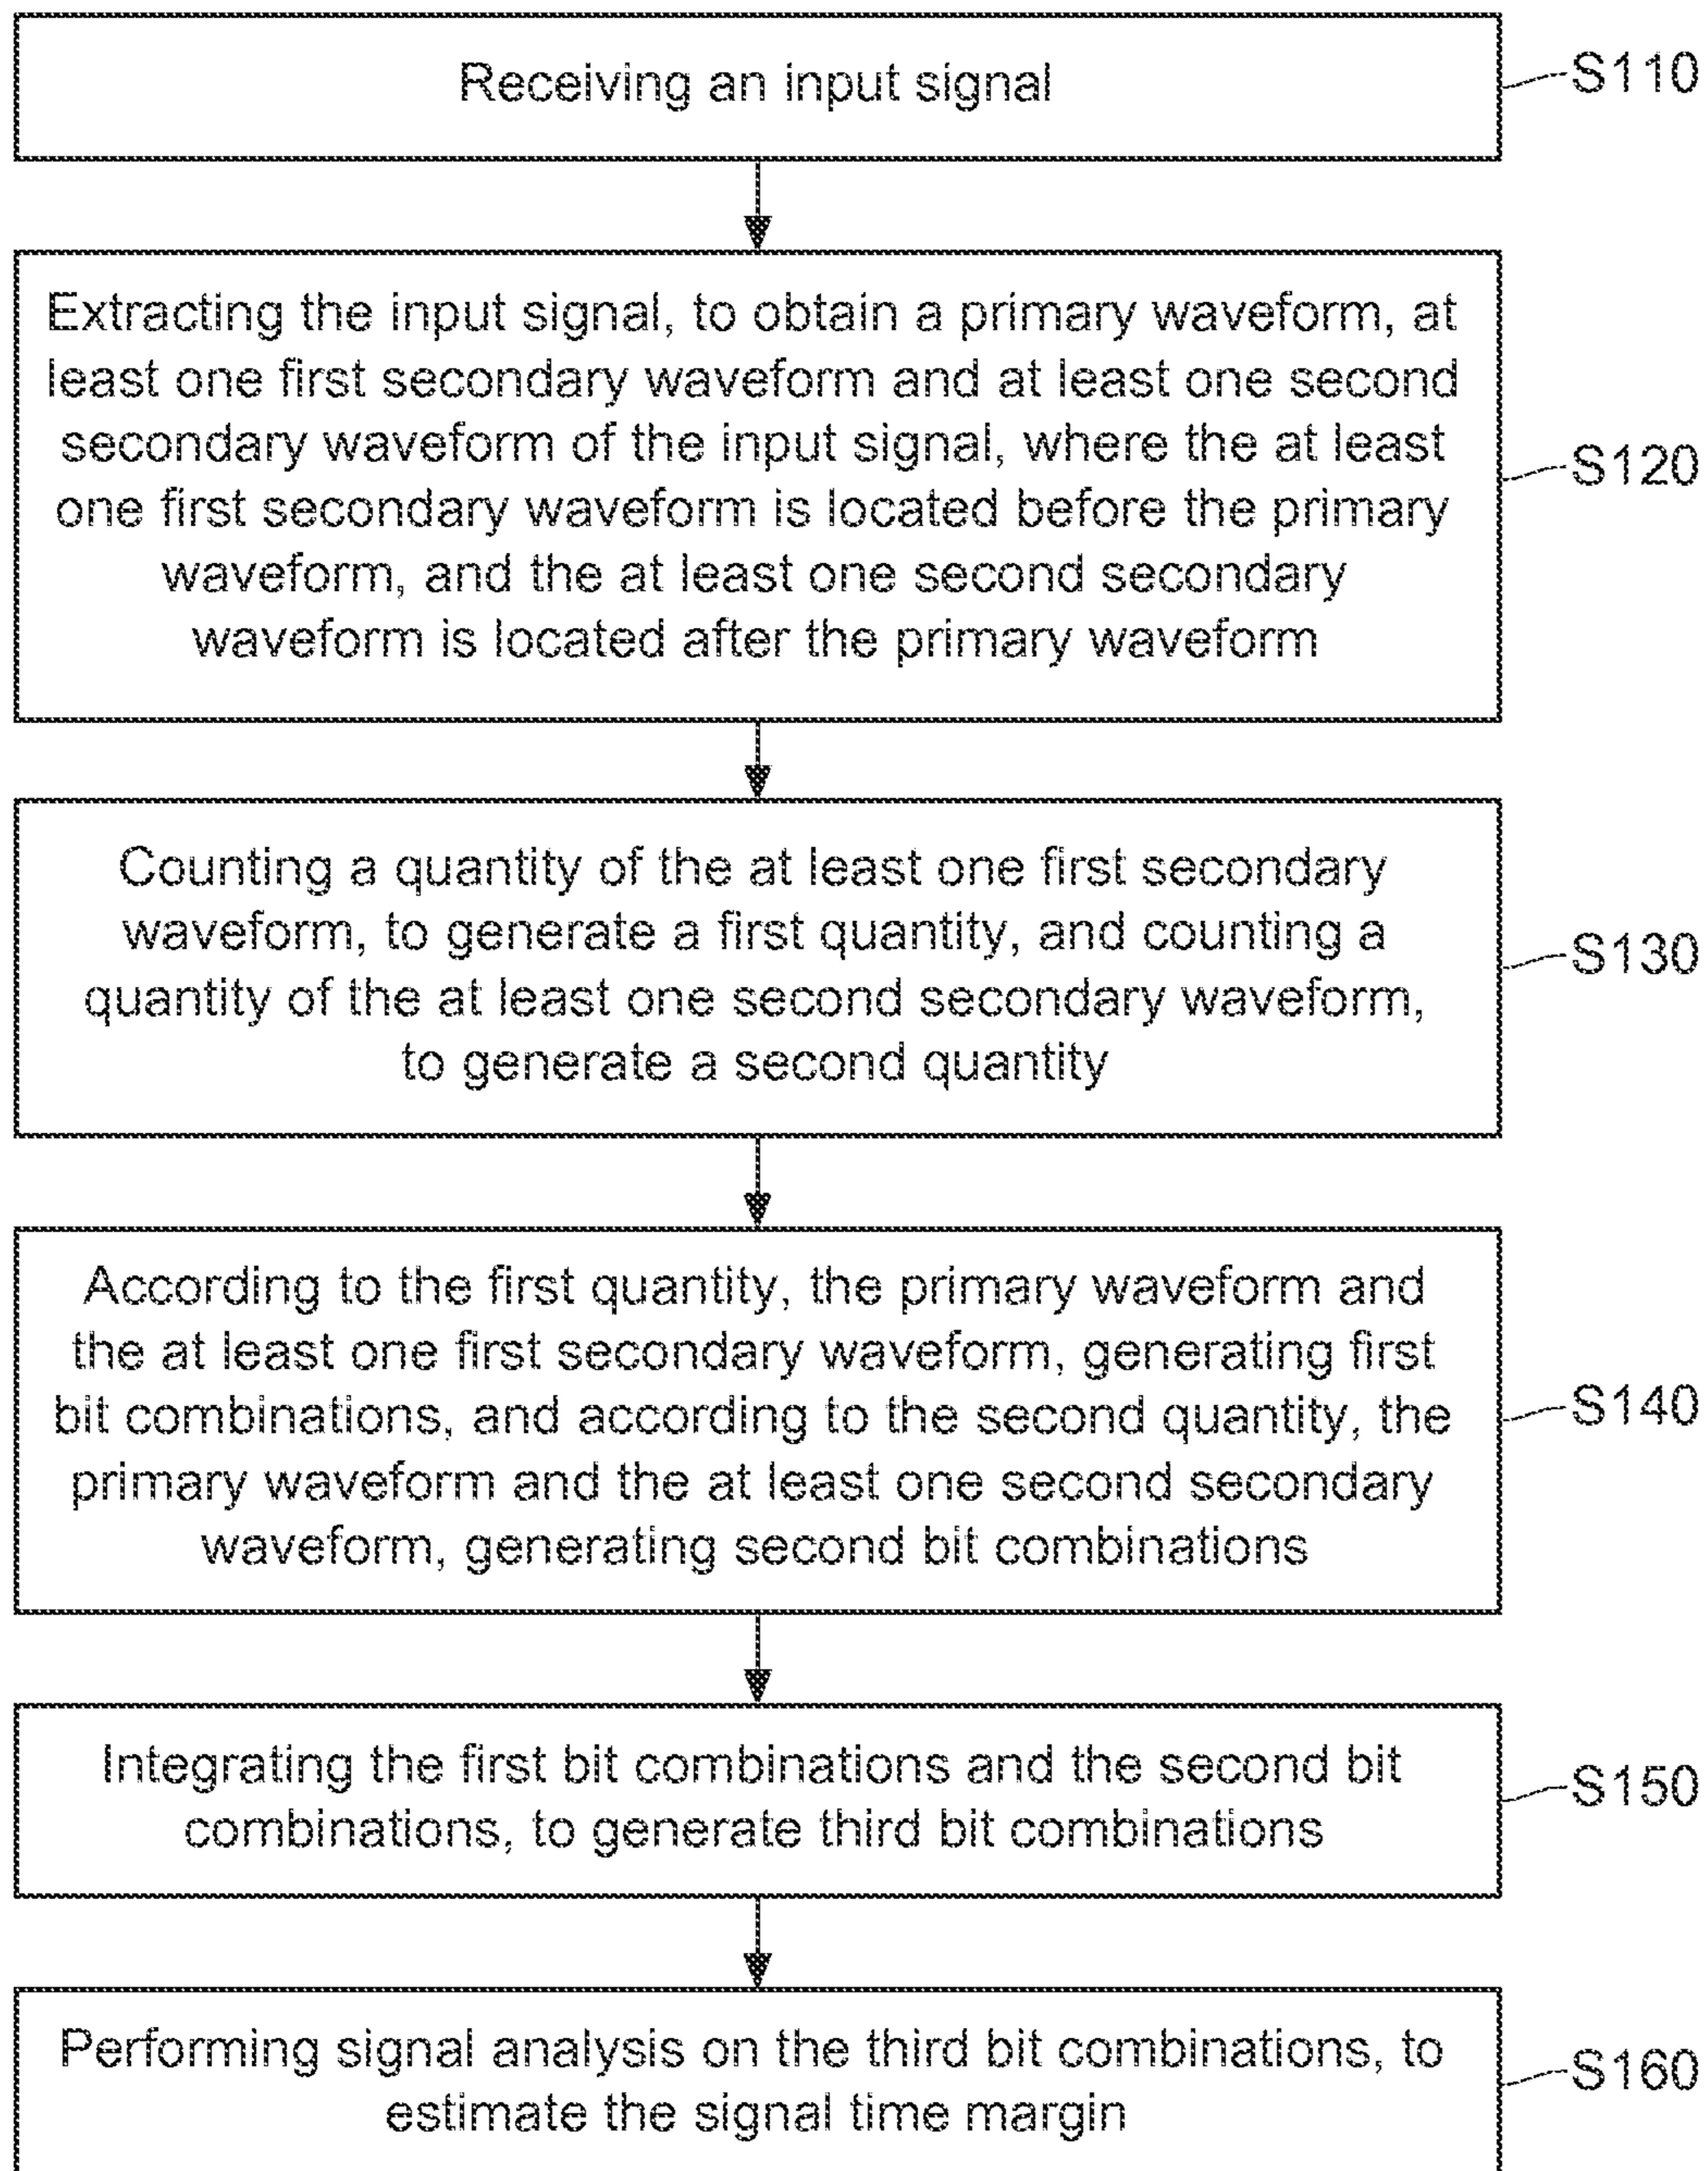 Receiving an input signal
S110
Extracting the input signal, to obtain a primary waveform, at
least one first secondary waveform and at least one second
secondary waveform of the input signal, where the at least
one first secondary waveform is located before the primary
waveform, and the at least one second secondary
waveform is located after the primary waveform
S120
Counting a quantity of the at least one first secondary
waveform, to generate a first quantity, and counting a
quantity of the at least one second secondary waveform,
to generate a second quantity
S130
According to the first quantity, the primary waveform and
the at least one first secondary waveform, generating first
bit combinations, and according to the second quantity, the
primary waveform and the at least one second secondary
waveform, generating second bit combinations
S140
Integrating the first bit combinations and the second bit
combinations, to generate third bit combinations
S150
Performing signal analysis on the third bit combinations, to
estimate the signal time margin
S160